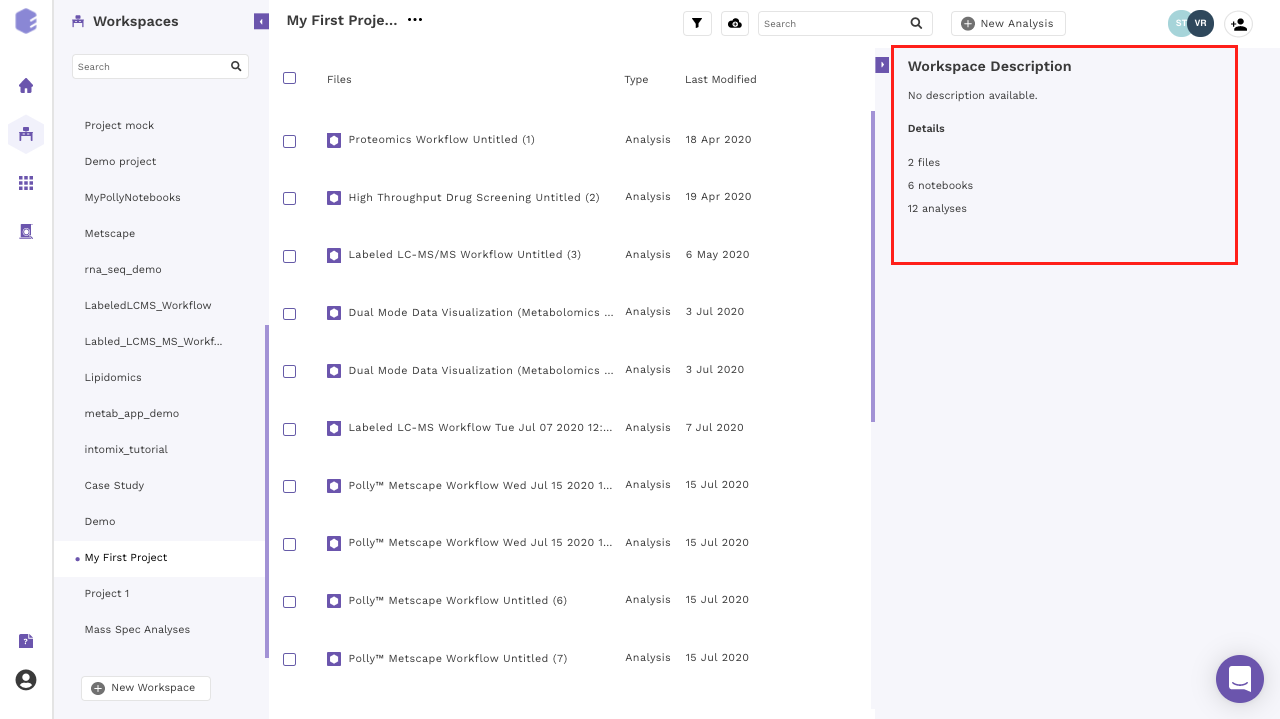 Workspaces
Search
Project mock
Demo project
MyPollyNotebooks
Metscape
rna_seq_demo
LabeledLCMS_Workflow
Labled_LCMS_MS_Workf...
Lipidomics
metab_app_demo
intomix_tutorial
Case Study
Demo
My First Project
Project 1
Mass Spec Analyses
New Workspace
My First Proje... •••
Search
New Analysis
ST VR
Files Type Last Modified
Proteomics Workflow Untitled (1) Analysis 18 Apr 2020
High Throughput Drug Screening Untitled (2) Analysis 19 Apr 2020
Labeled LC-MS/MS Workflow Untitled (3) Analysis 6 May 2020
Dual Mode Data Visualization (Metabolomics ... Analysis 3 Jul 2020
Dual Mode Data Visualization (Metabolomics ... Analysis 3 Jul 2020
Labeled LC-MS Workflow Tue Jul 07 2020 12:... Analysis 7 Jul 2020
Polly™ Metscape Workflow Wed Jul 15 2020 1... Analysis 15 Jul 2020
Polly™ Metscape Workflow Wed Jul 15 2020 1... Analysis 15 Jul 2020
Polly™ Metscape Workflow Untitled (6) Analysis 15 Jul 2020
Polly™ Metscape Workflow Untitled (7) Analysis 15 Jul 2020
Workspace Description
No description available.
Details
2 files
6 notebooks
12 analyses